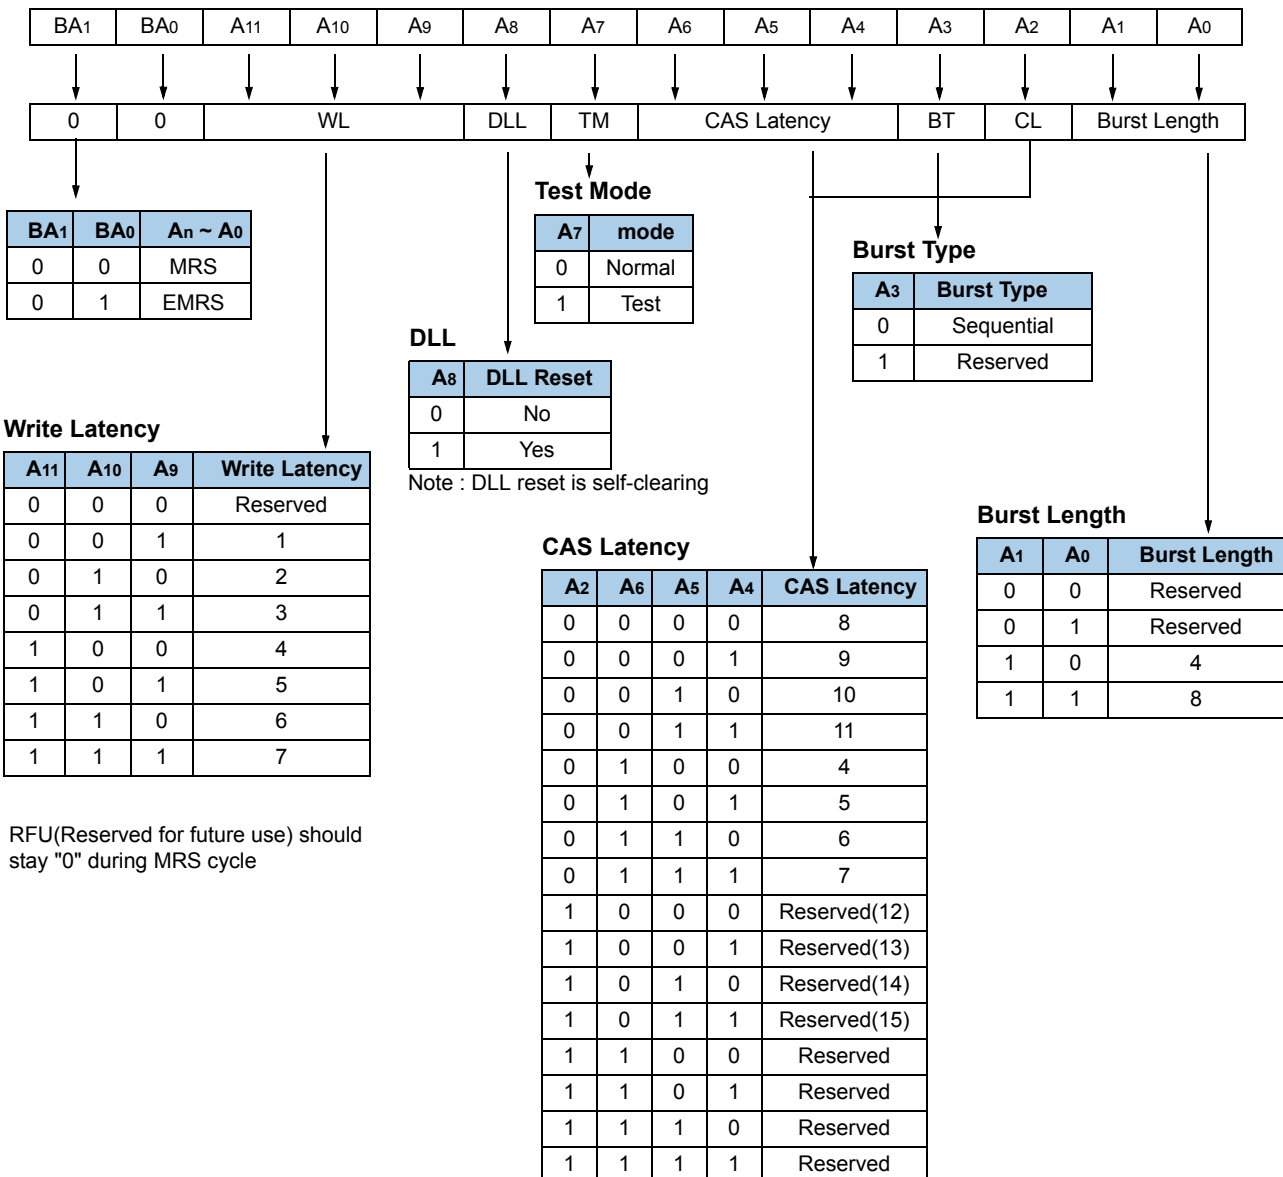 BA1 BA0 A11 A10 A9 A8 A7 A6 A5 A4 A3 A2 A1 A0
0 0 WL DLL TM CAS Latency BT CL Burst Length
BA1 BA0 An ~ A0
0 0 MRS
0 1 EMRS
Test Mode
A7 mode
0 Normal
1 Test
Burst Type
A3 Burst Type
0 Sequential
1 Reserved
DLL
A8 DLL Reset
0 No
1 Yes
Note : DLL reset is self-clearing
Write Latency
A11 A10 A9 Write Latency
0 0 0 Reserved
0 0 1 1
0 1 0 2
0 1 1 3
1 0 0 4
1 0 1 5
1 1 0 6
1 1 1 7
RFU(Reserved for future use) should
stay "0" during MRS cycle
CAS Latency
A2 A6 A5 A4 CAS Latency
0 0 0 0 8
0 0 0 1 9
0 0 1 0 10
0 0 1 1 11
0 1 0 0 4
0 1 0 1 5
0 1 1 0 6
0 1 1 1 7
1 0 0 0 Reserved(12)
1 0 0 1 Reserved(13)
1 0 1 0 Reserved(14)
1 0 1 1 Reserved(15)
1 1 0 0 Reserved
1 1 0 1 Reserved
1 1 1 0 Reserved
1 1 1 1 Reserved
Burst Length
A1 A0 Burst Length
0 0 Reserved
0 1 Reserved
1 0 4
1 1 8